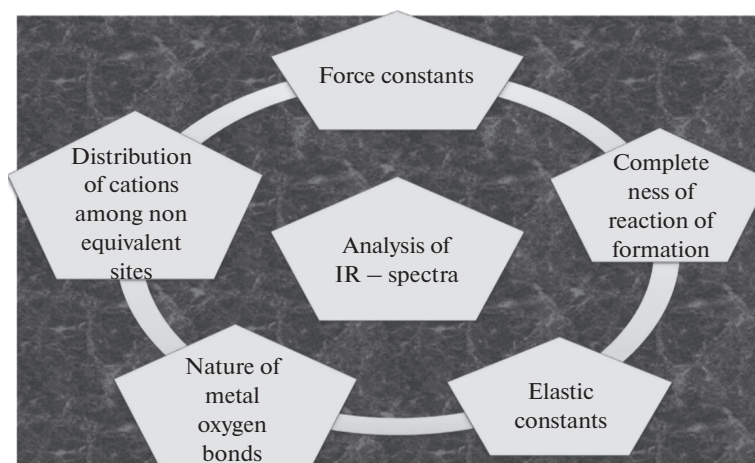 Force constants
Distribution
of cations
among non
equivalent
sites
Complete
ness of
reaction of
formation
Analysis of
IR – spectra
Nature of
metal
oxygen
bonds
Elastic
constants